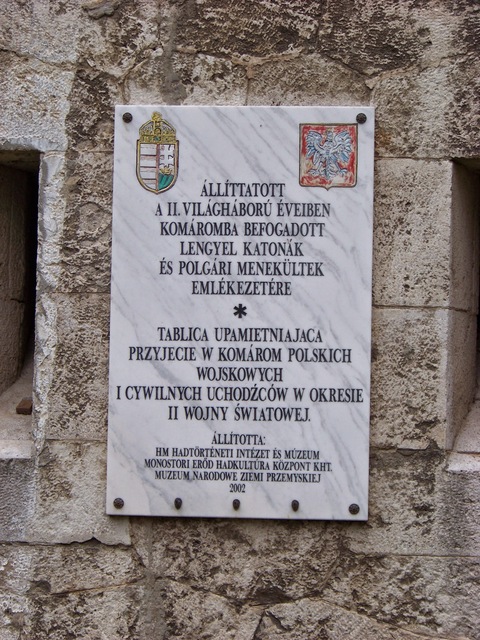 ÁLLÍTTATOTT
A II. VILÁGHÁBORÚ ÉVEIBEN
KOMÁROMBA BEFOGADOTT
LENGYEL KATONÁK
ÉS POLGÁRI MENEKÜLTEK
EMLÉKEZETÉRE
*
TABLICA UPAMIETNIAJACA
PRZYJECIE W KOMÁROM POLSKICH
WOJSKOWYCH
I CYWILNYCH UCHODŹCÓW W OKRESIE
II WOJNY ŚWIATOWEJ.
ÁLLÍTOTTA:
HM HADTÖRTÉNETI INTÉZET ÉS MÚZEUM
MONOSTORI ERŐD HADKULTÚRA KÖZPONT KHT.
MUZEUM NARODOWE ZIEMI PRZEMYSKIEJ
2002